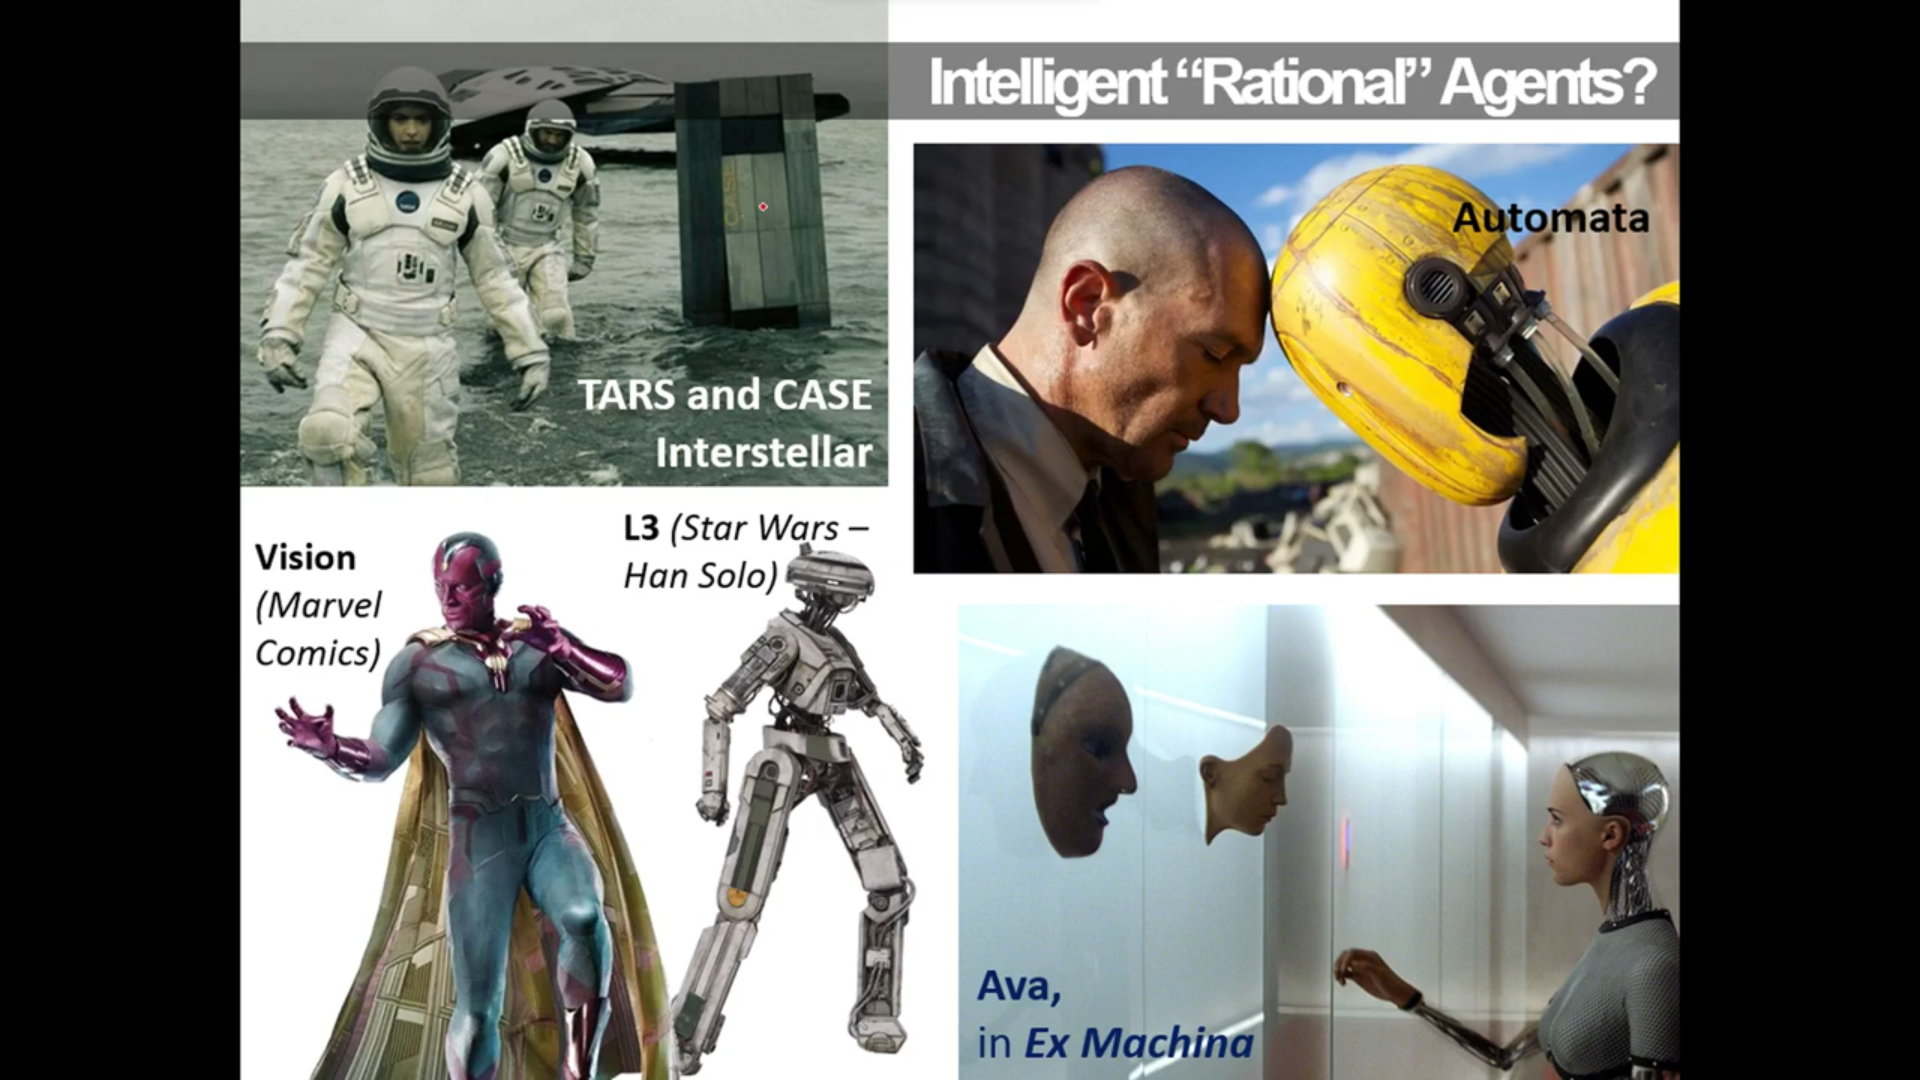 Intelligent “Rational” Agents?
CASE
TARS and CASE
Interstellar
Automata
Vision
(Marvel
Comics)
L3 (Star Wars –
Han Solo)
Ava,
in Ex Machina